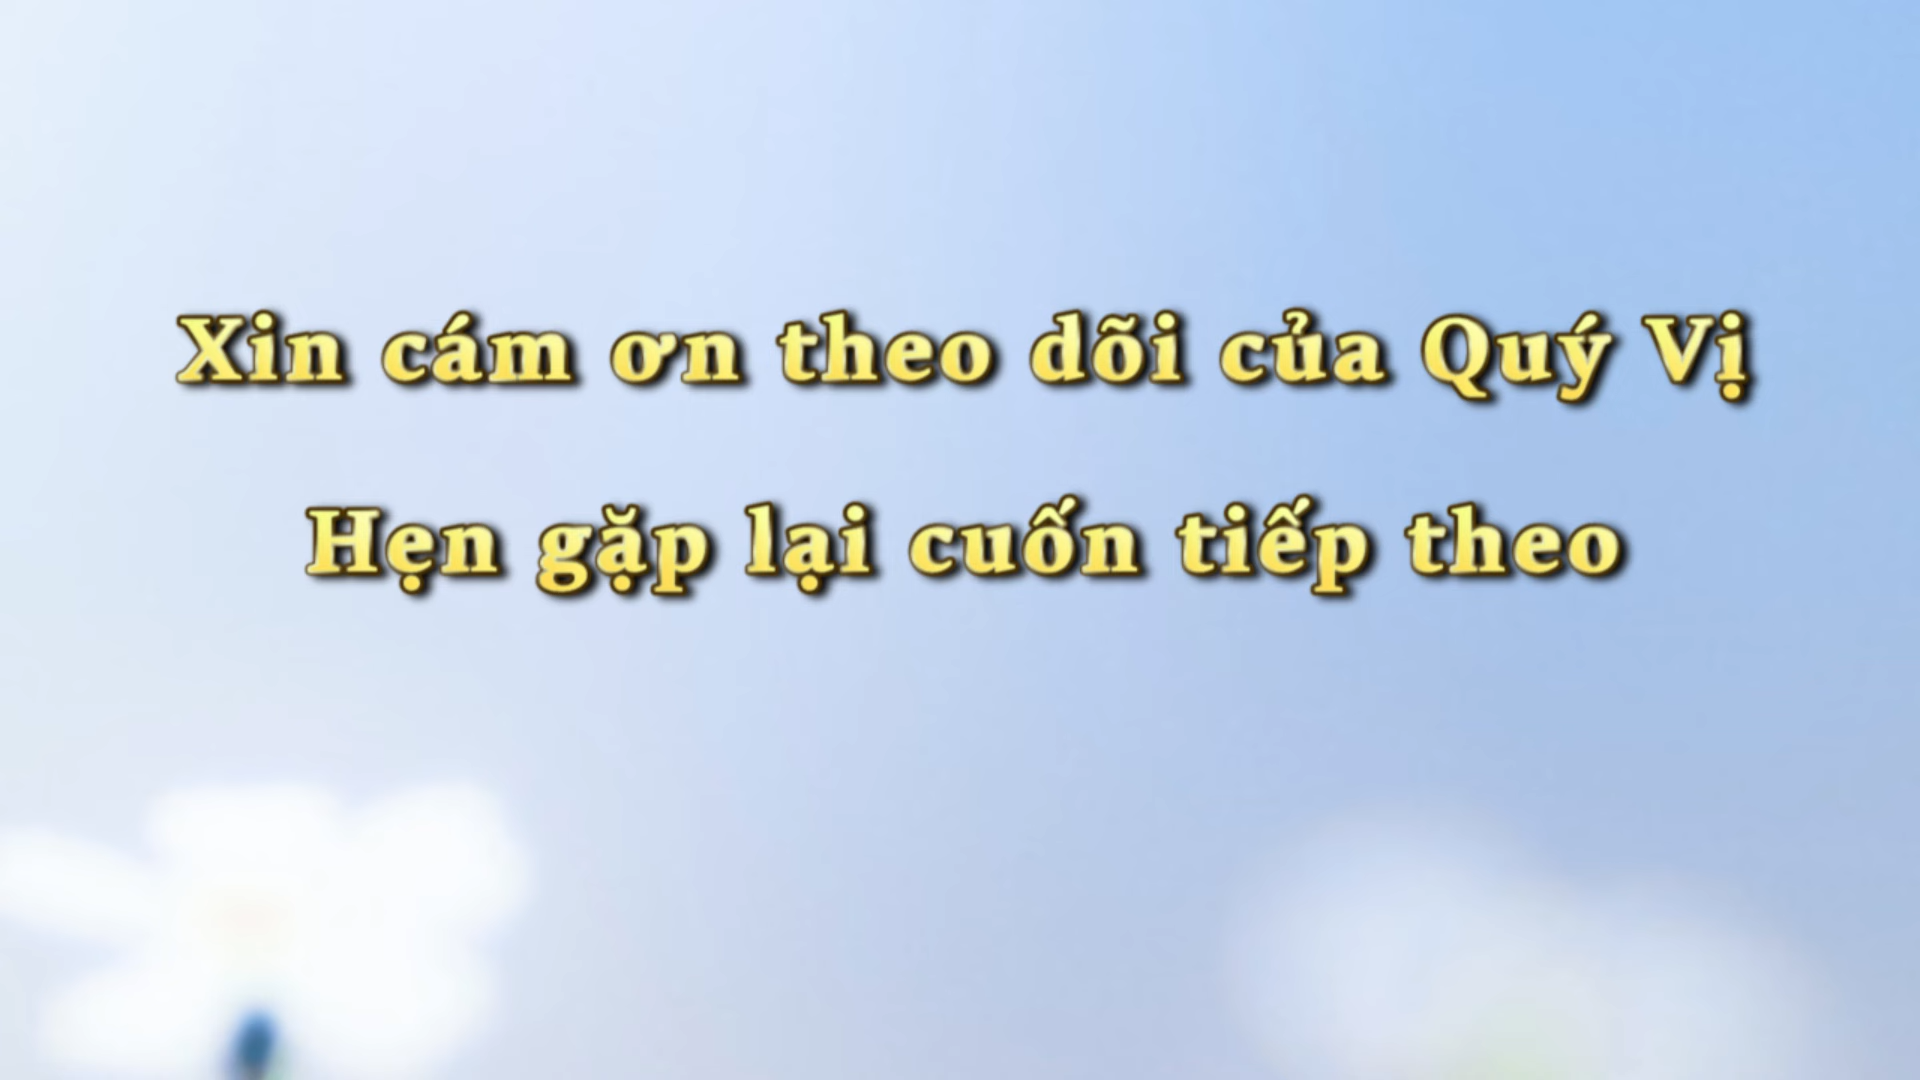 Xin cám ơn theo dõi của Quý Vị
Hẹn gặp lại cuốn tiếp theo